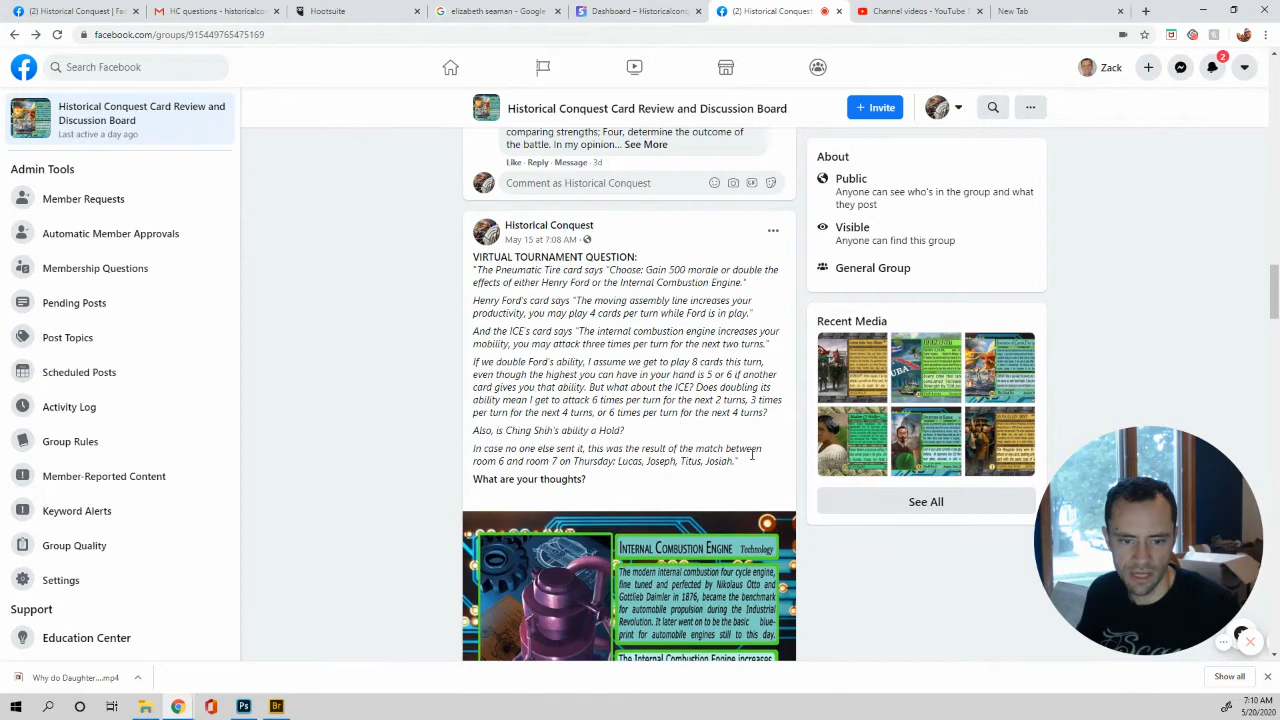 (2) Historical Conquest
HC questions - historicalcon
Hootsuite
elizabeth seaman - Google
Dashboard – Historicalconq
(2) Historical Conquest
Channel videos - YouTube S
New Tab
facebook.com/groups/915449765475169
Search Facebook
Zack
2
Historical Conquest Card Review and
Discussion Board
Last active a day ago
Historical Conquest Card Review and Discussion Board
+ Invite
Admin Tools
Member Requests
Automatic Member Approvals
Membership Questions
Pending Posts
Post Topics
Scheduled Posts
Activity Log
Group Rules
Member-Reported Content
Keyword Alerts
Group Quality
Settings
Support
Education Center
comparing strengths; Four, determine the outcome of
the battle. In my opinion... See More
Like · Reply · Message · 3d
Comment as Historical Conquest
Historical Conquest
May 15 at 7:08 AM ·
VIRTUAL TOURNAMENT QUESTION:
"The Pneumatic Tire card says "Choose: Gain 500 morale or double the
effects of either Henry Ford or the Internal Combustion Engine."
Henry Ford's card says "The moving assembly line increases your
productivity, you may play 4 cards per turn while Ford is in play."
And the ICE's card says "The internal combustion engine increases your
mobility, you may attack three times per turn for the next two turns."
If we double Ford's ability, I assume we get to play 8 cards that turn,
even though the highest you can have in your hand is 5 or 6 if another
card gives you that ability. But what about the ICE? Does doubling its
ability mean I get to attack 6 times per turn for the next 2 turns, 3 times
per turn for the next 4 turns, or 6 times per turn for the next 4 turns?
Also, is Ching Shih's ability a Hold?
In case no one else sent it, this was the result of the match between
room 6 and room 7 on Thursday: Lucas, Joseph, Titus, Josiah."
What are your thoughts?
INTERNAL COMBUSTION ENGINE Technology
The modern internal combustion four cycle engine,
fine tuned and perfected by Nikolaus Otto and
Gottlieb Daimler in 1876, became the benchmark
for automobile propulsion during the Industrial
Revolution. It later went on to be the basic blue-
print for automobile engines still to this day.
The Internal Combustion Engine increases
About
Public
Anyone can see who's in the group and what
they post
Visible
Anyone can find this group
General Group
Recent Media
See All
Why do Daughter....mp4
Show all
7:10 AM
5/20/2020